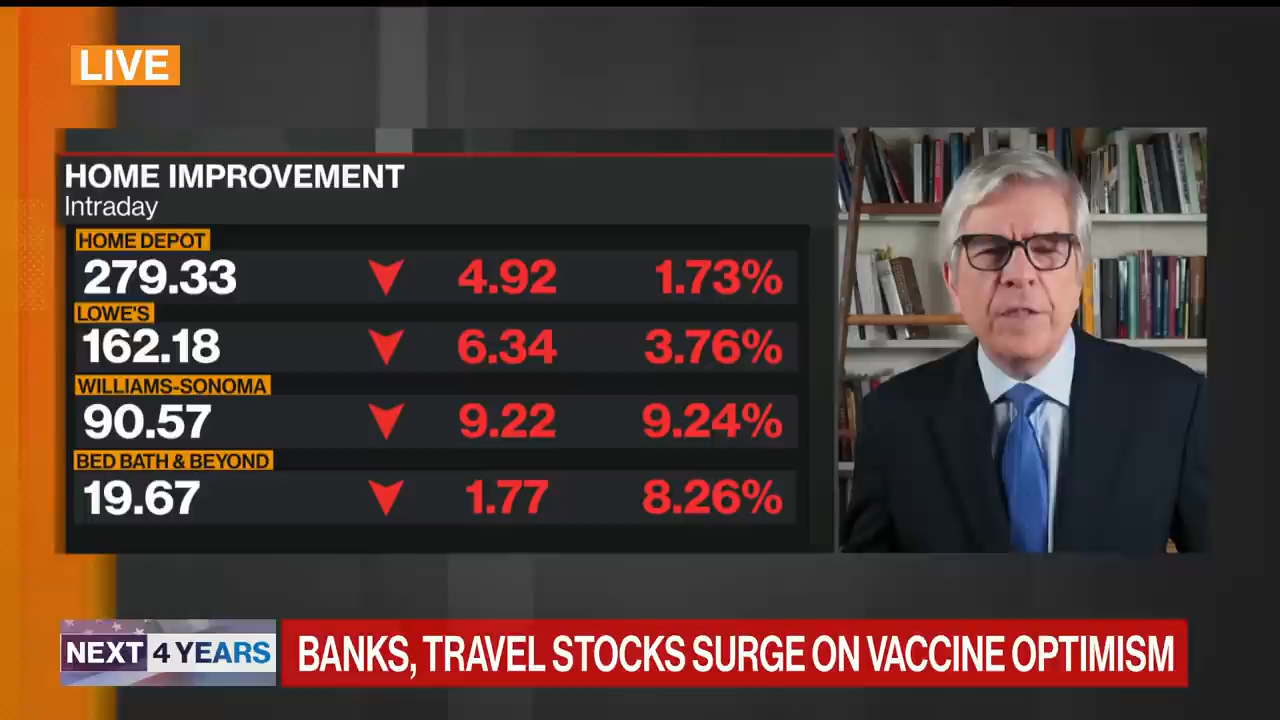 LIVE
HOME IMPROVEMENT
Intraday
HOME DEPOT
279.33 4.92 1.73%
LOWE'S
162.18 6.34 3.76%
WILLIAMS-SONOMA
90.57 9.22 9.24%
BED BATH & BEYOND
19.67 1.77 8.26%
NEXT 4 YEARS
BANKS, TRAVEL STOCKS SURGE ON VACCINE OPTIMISM